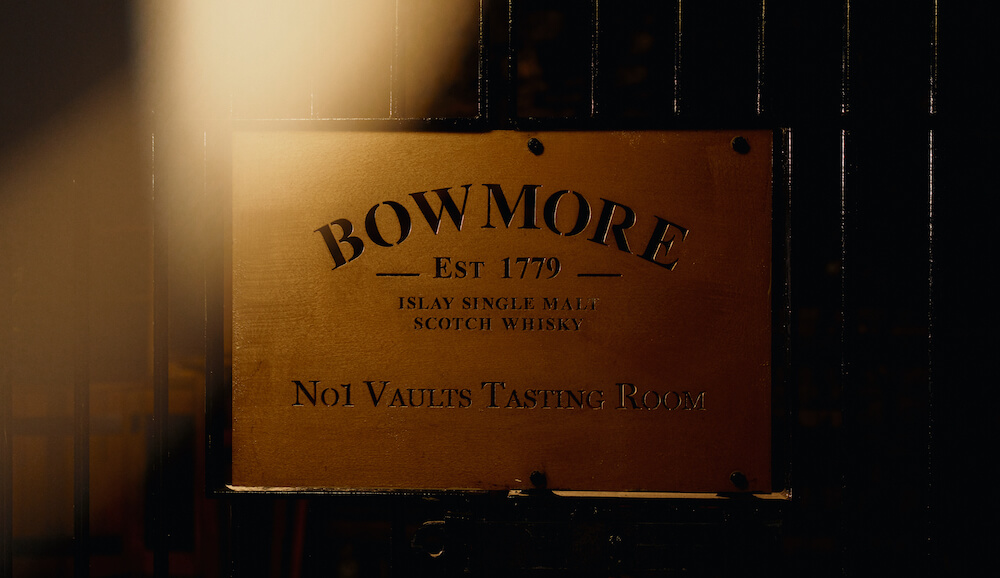 BOWMORE
EST 1779
ISLAY SINGLE MALT
SCOTCH WHISKY
No1 VAULTS TASTING ROOM